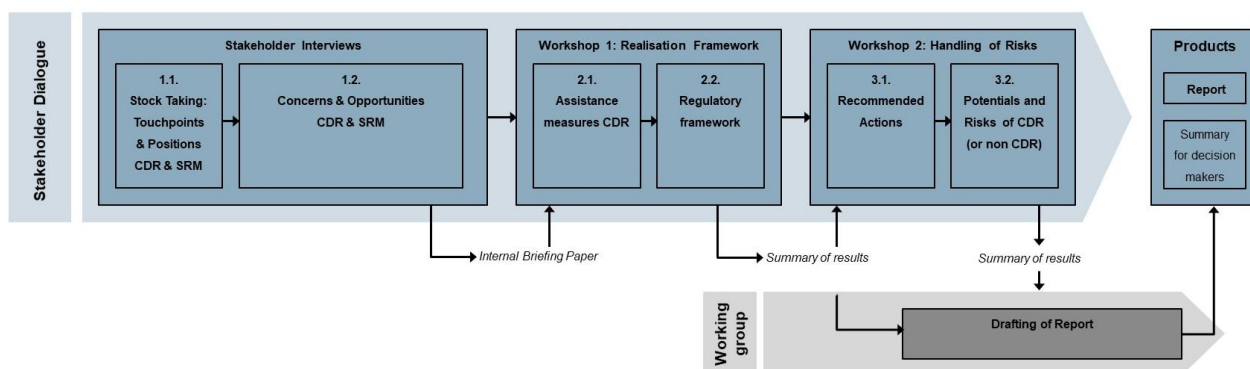 Stakeholder Dialogue
Stakeholder Interviews
1.1.
Stock Taking:
Touchpoints
& Positions
CDR & SRM
1.2.
Concerns & Opportunities
CDR & SRM
Workshop 1: Realisation Framework
2.1.
Assistance
measures CDR
2.2.
Regulatory
framework
Workshop 2: Handling of Risks
3.1.
Recommended
Actions
3.2.
Potentials and
Risks of CDR
(or non CDR)
Products
Report
Summary
for decision
makers
Internal Briefing Paper
Summary of results
Summary of results
Working
group
Drafting of Report